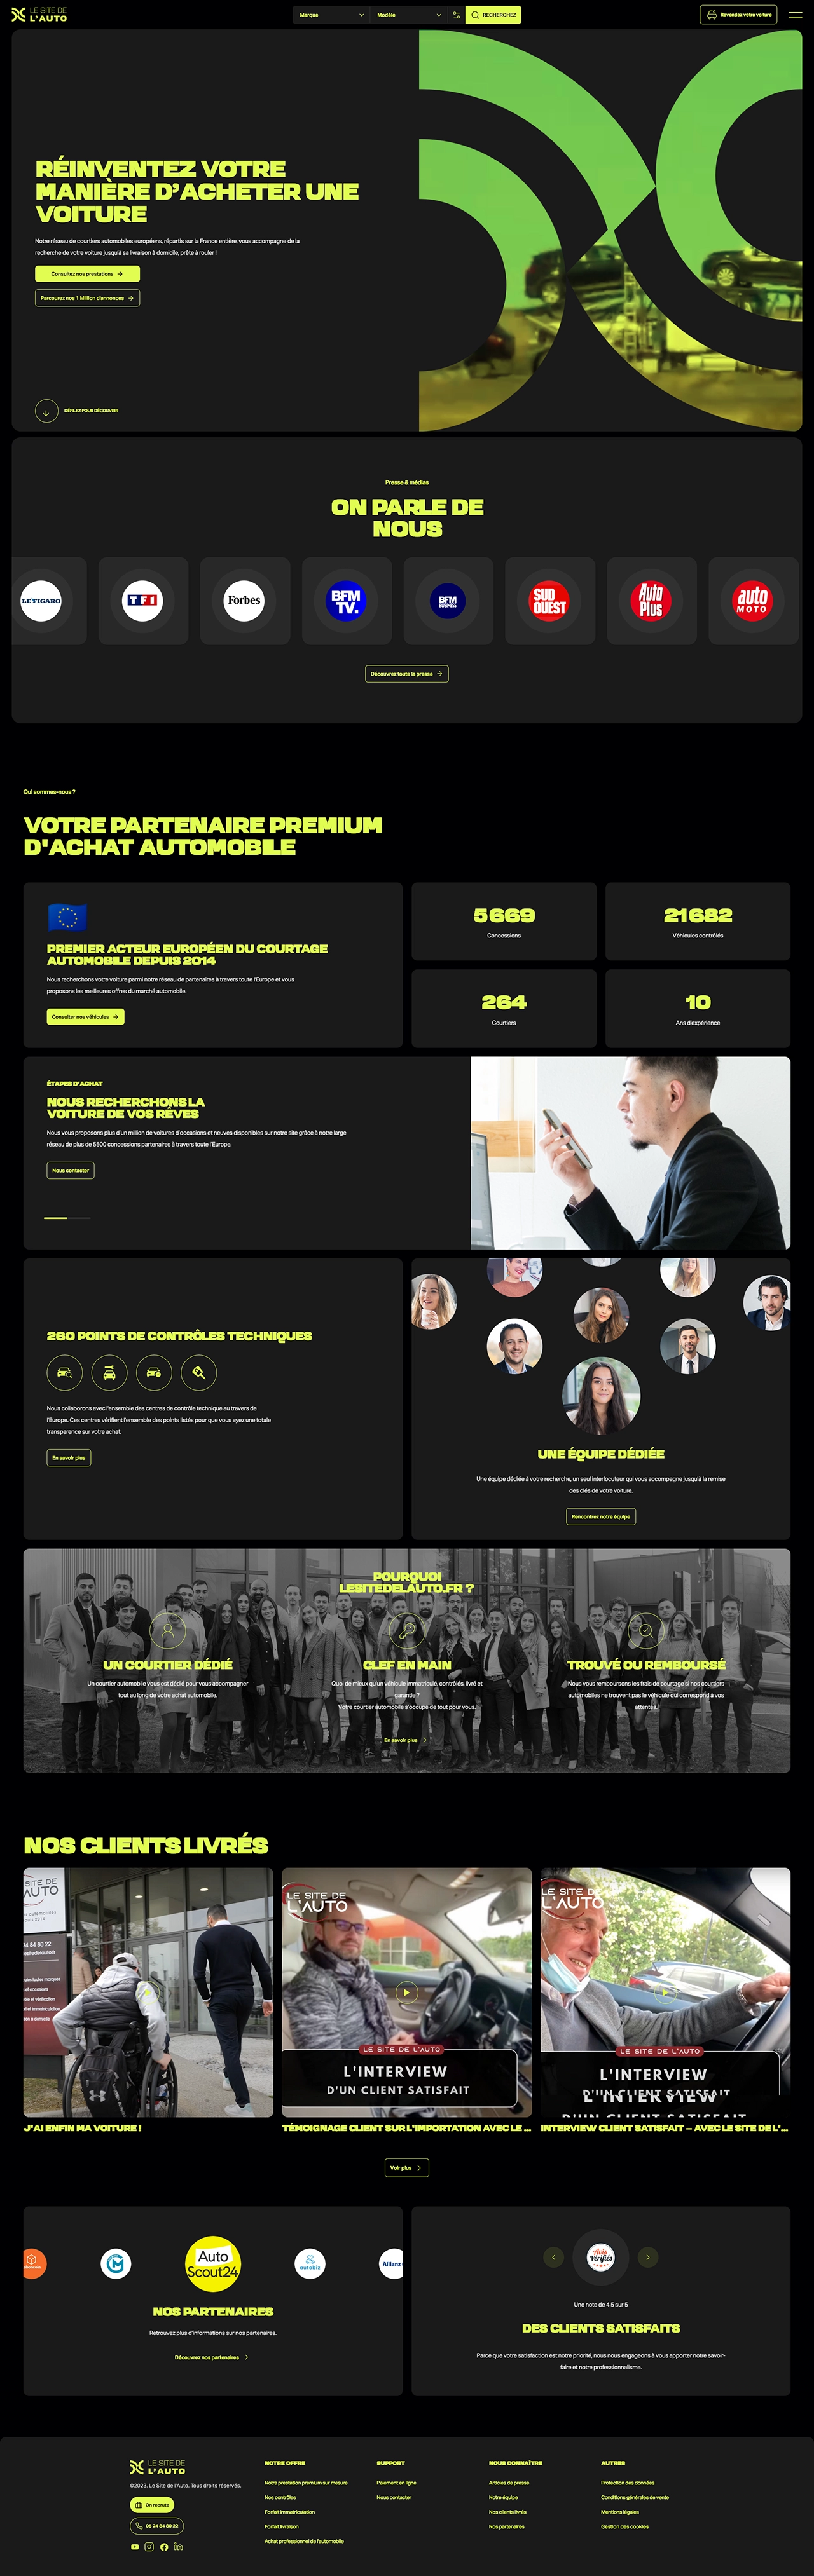 LE SITE DE
L'AUTO
Marque
Modèle
RECHERCHEZ
Revendez votre voiture
RÉINVENTEZ VOTRE
MANIÈRE D'ACHETER UNE
VOITURE
Notre réseau de courtiers automobiles européens, répartis sur la France entière, vous accompagne de la
recherche de votre voiture jusqu'à sa livraison à domicile, prête à rouler !
Consultez nos prestations
Parcourez nos 1 Million d'annonces
DÉFILEZ POUR DÉCOUVRIR
Presse & médias
ON PARLE DE
NOUS
LE FIGARO
TF1
Forbes
BFM
TV.
BFM
BUSINESS
SUD
OUEST
Auto
Plus
auto
MOTO
Découvrez toute la presse
Qui sommes-nous ?
VOTRE PARTENAIRE PREMIUM
D'ACHAT AUTOMOBILE
PREMIER ACTEUR EUROPÉEN DU COURTAGE
AUTOMOBILE DEPUIS 2014
Nous recherchons votre voiture parmi notre réseau de partenaires à travers toute l'Europe et vous
proposons les meilleures offres du marché automobile.
Consulter nos véhicules
5 669
Concessions
21 682
Véhicules contrôlés
264
Courtiers
10
Ans d'expérience
ÉTAPES D'ACHAT
NOUS RECHERCHONS LA
VOITURE DE VOS RÊVES
Nous vous proposons plus d'un million de voitures d'occasions et neuves disponibles sur notre site grâce à notre large
réseau de plus de 5500 concessions partenaires à travers toute l'Europe.
Nous contacter
260 POINTS DE CONTRÔLES TECHNIQUES
Nous collaborons avec l'ensemble des centres de contrôle technique au travers de
l'Europe. Ces centres vérifient l'ensemble des points listés pour que vous ayez une totale
transparence sur votre achat.
En savoir plus
UNE ÉQUIPE DÉDIÉE
Une équipe dédiée à votre recherche, un seul interlocuteur qui vous accompagne jusqu'à la remise
des clés de votre voiture.
Rencontrez notre équipe
POURQUOI
LESITEDELAUTO.FR ?
UN COURTIER DÉDIÉ
Un courtier automobile vous est dédié pour vous accompagner
tout au long de votre achat automobile.
CLEF EN MAIN
Quoi de mieux qu'un véhicule immatriculé, contrôlés, livré et
garantie ?
Votre courtier automobile s'occupe de tout pour vous.
En savoir plus
TROUVÉ OU REMBOURSÉ
Nous vous remboursons les frais de courtage si nos courtiers
automobiles ne trouvent pas le véhicule qui correspond à vos
attentes.
NOS CLIENTS LIVRÉS
LE SITE DE
L'AUTO
LE SITE DE L'AUTO
L'INTERVIEW
D'UN CLIENT SATISFAIT
LE SITE DE
L'AUTO
LE SITE DE L'AUTO
L'INTERVIEW
D'UN CLIENT SATISFAIT
J'AI ENFIN MA VOITURE !
TÉMOIGNAGE CLIENT SUR L'IMPORTATION AVEC LE ...
INTERVIEW CLIENT SATISFAIT – AVEC LE SITE DE L'...
Voir plus
Auto
Scout24
eurobiz
Allianz
NOS PARTENAIRES
Retrouvez plus d'informations sur nos partenaires.
Découvrez nos partenaires
Avis
Vérifiés
Une note de 4,5 sur 5
DES CLIENTS SATISFAITS
Parce que votre satisfaction est notre priorité, nous nous engageons à vous apporter notre savoir-
faire et notre professionnalisme.
LE SITE DE
L'AUTO
©2023. Le Site de l'Auto. Tous droits réservés.
On recrute
05 24 84 80 22
NOTRE OFFRE
Notre prestation premium sur mesure
Nos contrôles
Forfait immatriculation
Forfait livraison
Achat professionnel de l'automobile
SUPPORT
Paiement en ligne
Nous contacter
NOUS CONNAÎTRE
Articles de presse
Notre équipe
Nos clients livrés
Nos partenaires
AUTRES
Protection des données
Conditions générales de vente
Mentions légales
Gestion des cookies